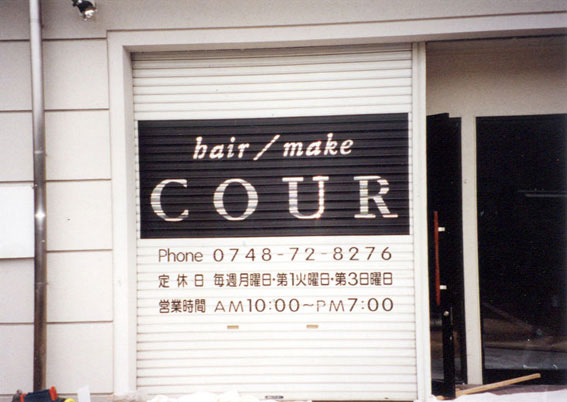 hair / make
COUR
Phone 0748-72-8276
定休日 毎週月曜日・第1火曜日・第3日曜日
営業時間 AM10:00～PM7:00